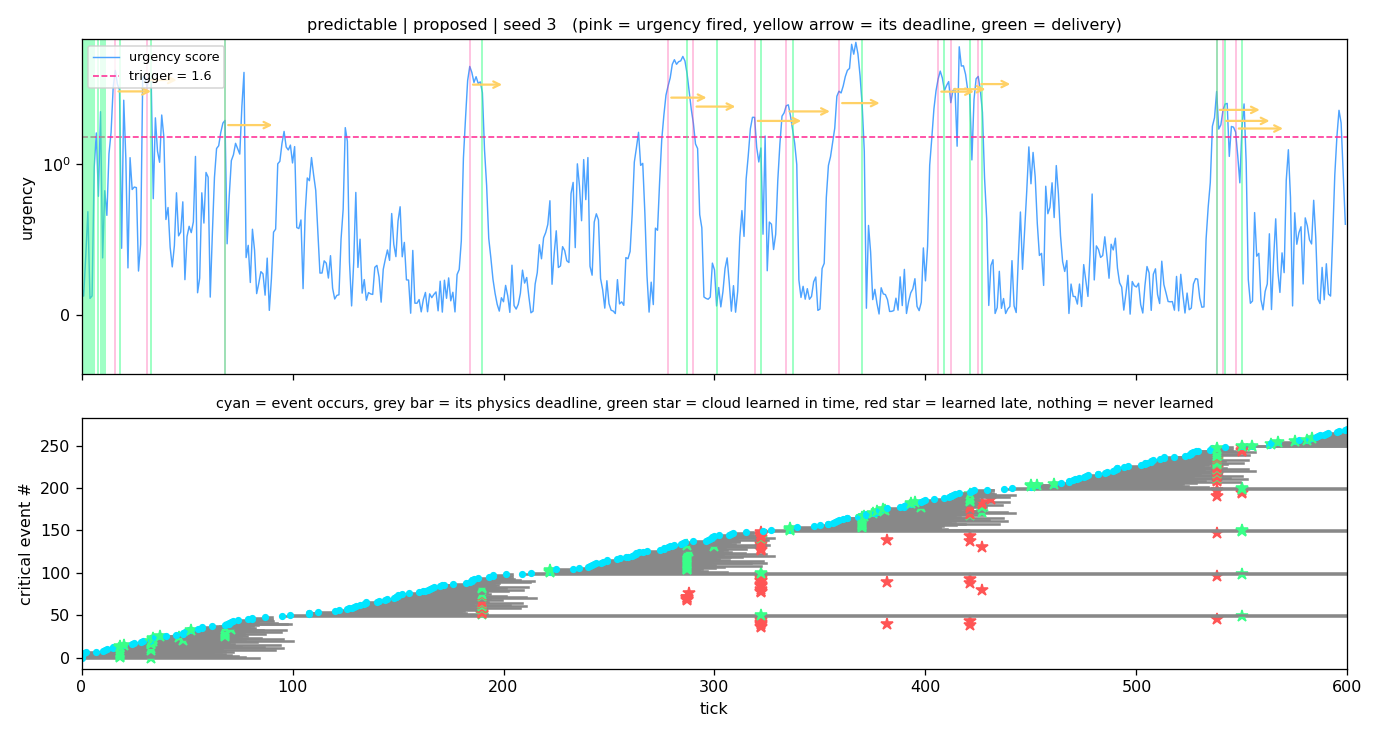 predictable | proposed | seed 3   (pink = urgency fired, yellow arrow = its deadline, green = delivery)
urgency score
trigger = 1.6
10⁰
0
urgency
cyan = event occurs, grey bar = its physics deadline, green star = cloud learned in time, red star = learned late, nothing = never learned
250
200
150
100
50
0
critical event #
0 100 200 300 400 500 600
tick